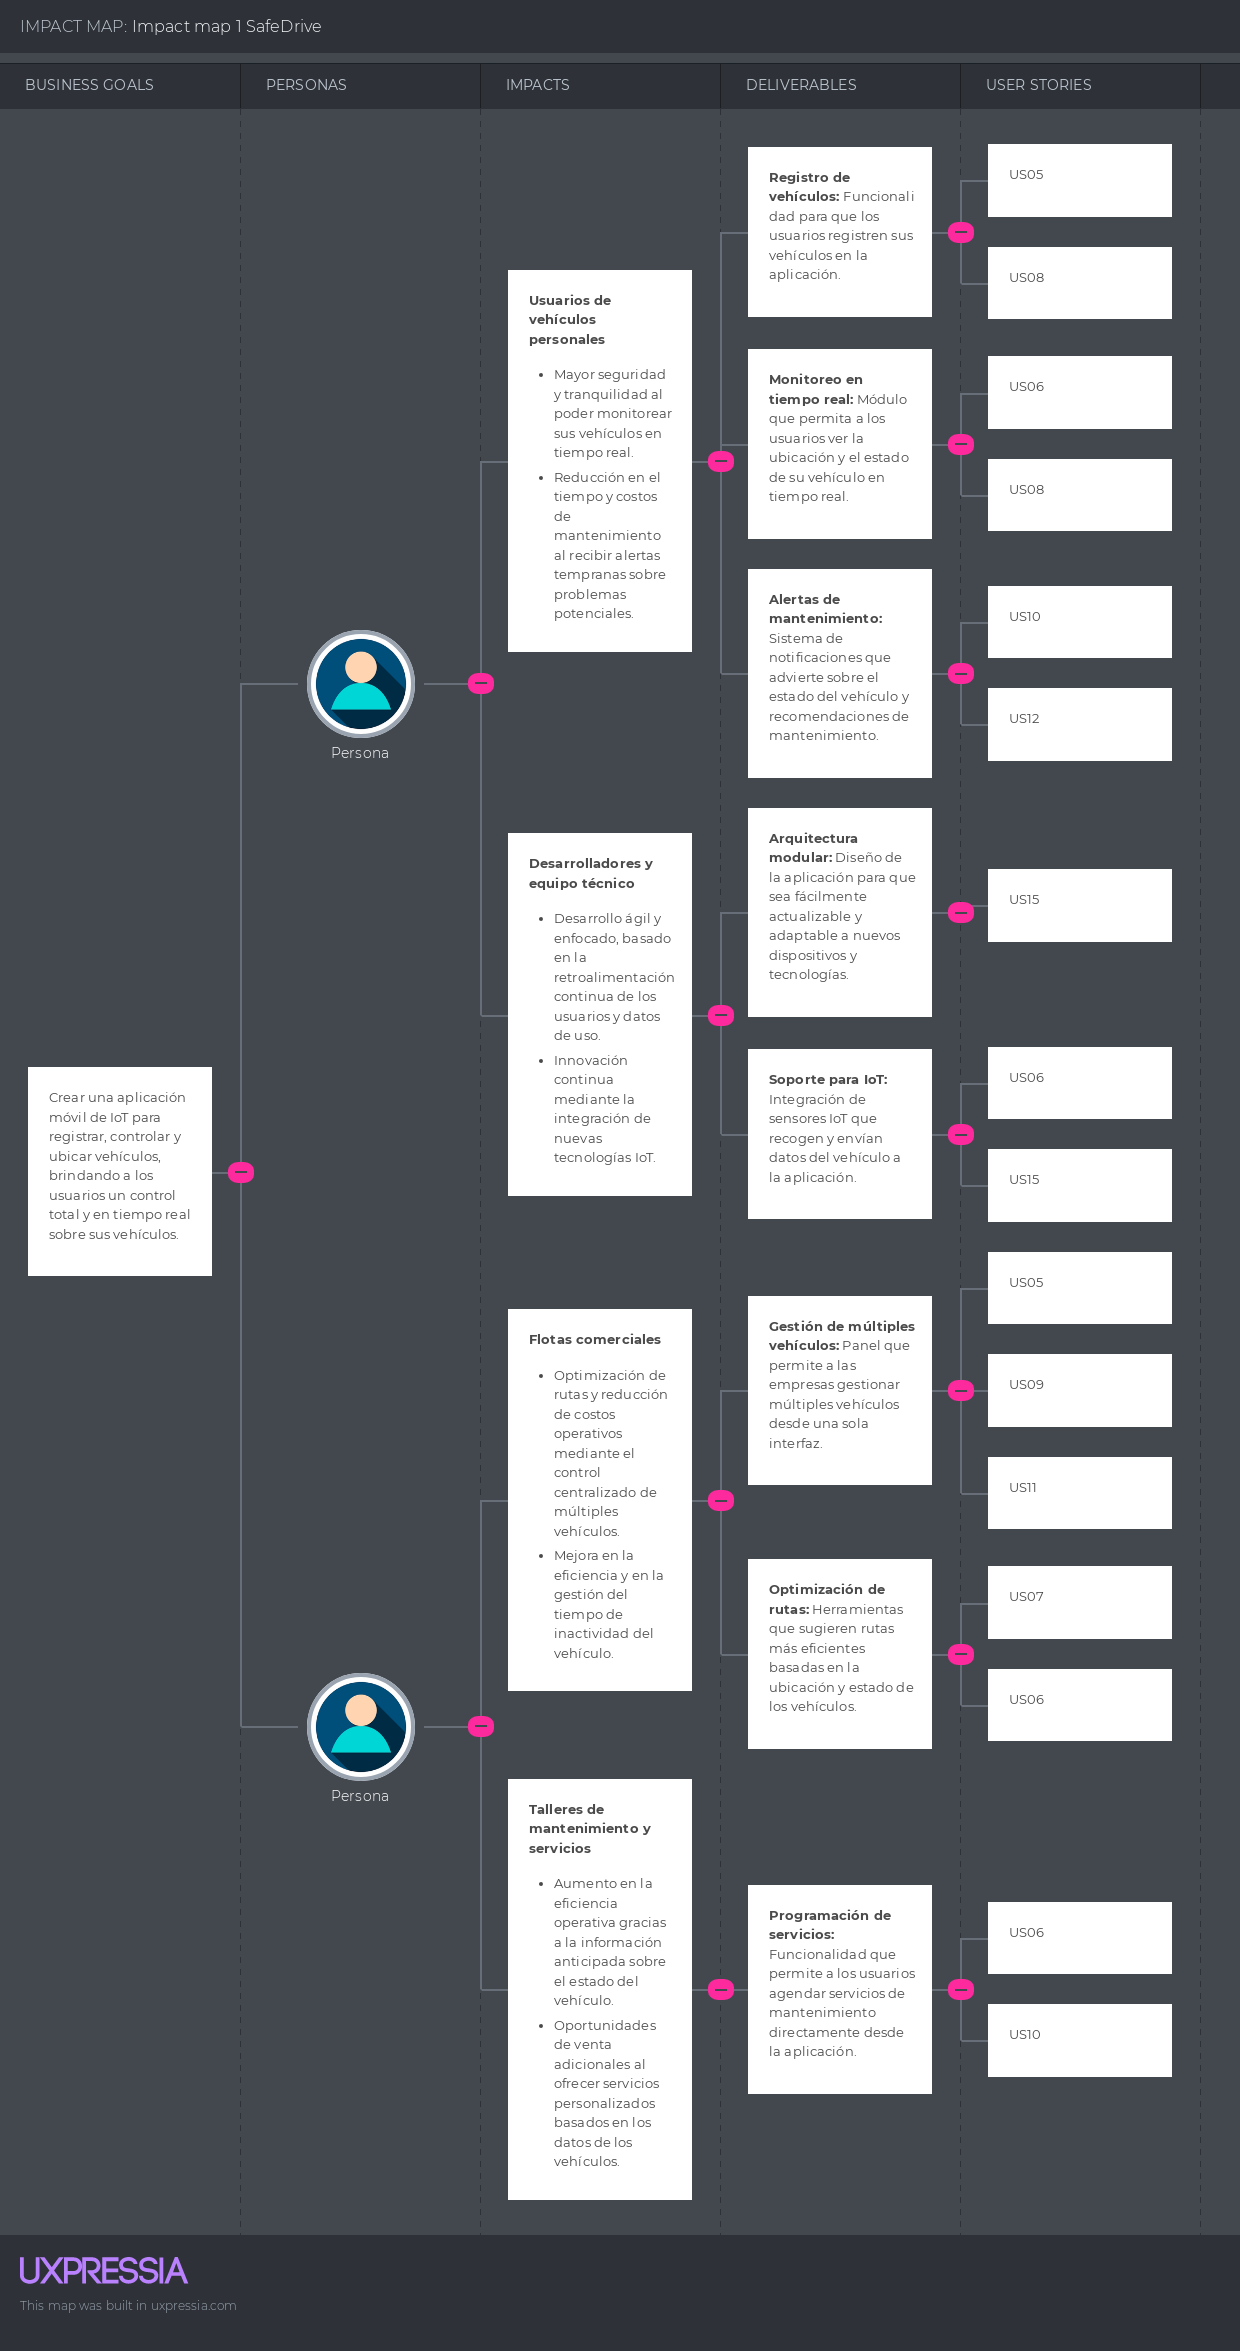 IMPACT MAP: Impact map 1 SafeDrive
BUSINESS GOALS
PERSONAS
IMPACTS
DELIVERABLES
USER STORIES
Crear una aplicación
móvil de IoT para
registrar, controlar y
ubicar vehículos,
brindando a los
usuarios un control
total y en tiempo real
sobre sus vehículos.
Persona
Usuarios de
vehículos
personales
• Mayor seguridad
y tranquilidad al
poder monitorear
sus vehículos en
tiempo real.
• Reducción en el
tiempo y costos
de
mantenimiento
al recibir alertas
tempranas sobre
problemas
potenciales.
Registro de
vehículos: Funcionali
dad para que los
usuarios registren sus
vehículos en la
aplicación.
US05
US08
Monitoreo en
tiempo real: Módulo
que permita a los
usuarios ver la
ubicación y el estado
de su vehículo en
tiempo real.
US06
US08
Alertas de
mantenimiento:
Sistema de
notificaciones que
advierte sobre el
estado del vehículo y
recomendaciones de
mantenimiento.
US10
US12
Desarrolladores y
equipo técnico
• Desarrollo ágil y
enfocado, basado
en la
retroalimentación
continua de los
usuarios y datos
de uso.
• Innovación
continua
mediante la
integración de
nuevas
tecnologías IoT.
Arquitectura
modular: Diseño de
la aplicación para que
sea fácilmente
actualizable y
adaptable a nuevos
dispositivos y
tecnologías.
US15
Soporte para IoT:
Integración de
sensores IoT que
recogen y envían
datos del vehículo a
la aplicación.
US06
US15
Persona
Flotas comerciales
• Optimización de
rutas y reducción
de costos
operativos
mediante el
control
centralizado de
múltiples
vehículos.
• Mejora en la
eficiencia y en la
gestión del
tiempo de
inactividad del
vehículo.
Gestión de múltiples
vehículos: Panel que
permite a las
empresas gestionar
múltiples vehículos
desde una sola
interfaz.
US05
US09
US11
Optimización de
rutas: Herramientas
que sugieren rutas
más eficientes
basadas en la
ubicación y estado de
los vehículos.
US07
US06
Talleres de
mantenimiento y
servicios
• Aumento en la
eficiencia
operativa gracias
a la información
anticipada sobre
el estado del
vehículo.
• Oportunidades
de venta
adicionales al
ofrecer servicios
personalizados
basados en los
datos de los
vehículos.
Programación de
servicios:
Funcionalidad que
permite a los usuarios
agendar servicios de
mantenimiento
directamente desde
la aplicación.
US06
US10
UXPRESSIA
This map was built in uxpressia.com